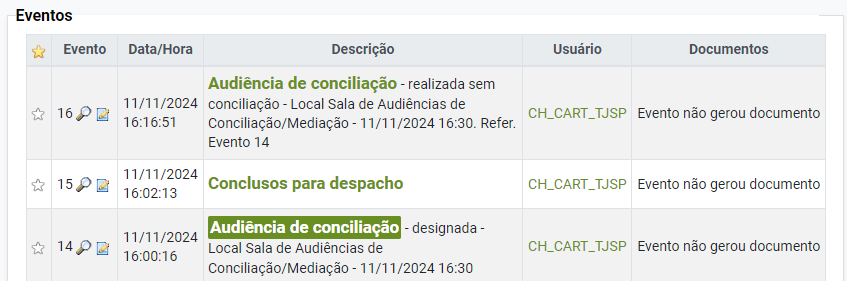 Eventos
Evento Data/Hora Descrição Usuário Documentos
16 11/11/2024 16:16:51 Audiência de conciliação - realizada sem
conciliação - Local Sala de Audiências de
Conciliação/Mediação - 11/11/2024 16:30. Refer.
Evento 14
CH_CART_TJSP Evento não gerou documento
15 11/11/2024 16:02:13 Conclusos para despacho CH_CART_TJSP Evento não gerou documento
14 11/11/2024 16:00:16 Audiência de conciliação - designada -
Local Sala de Audiências de
Conciliação/Mediação - 11/11/2024 16:30
CH_CART_TJSP Evento não gerou documento